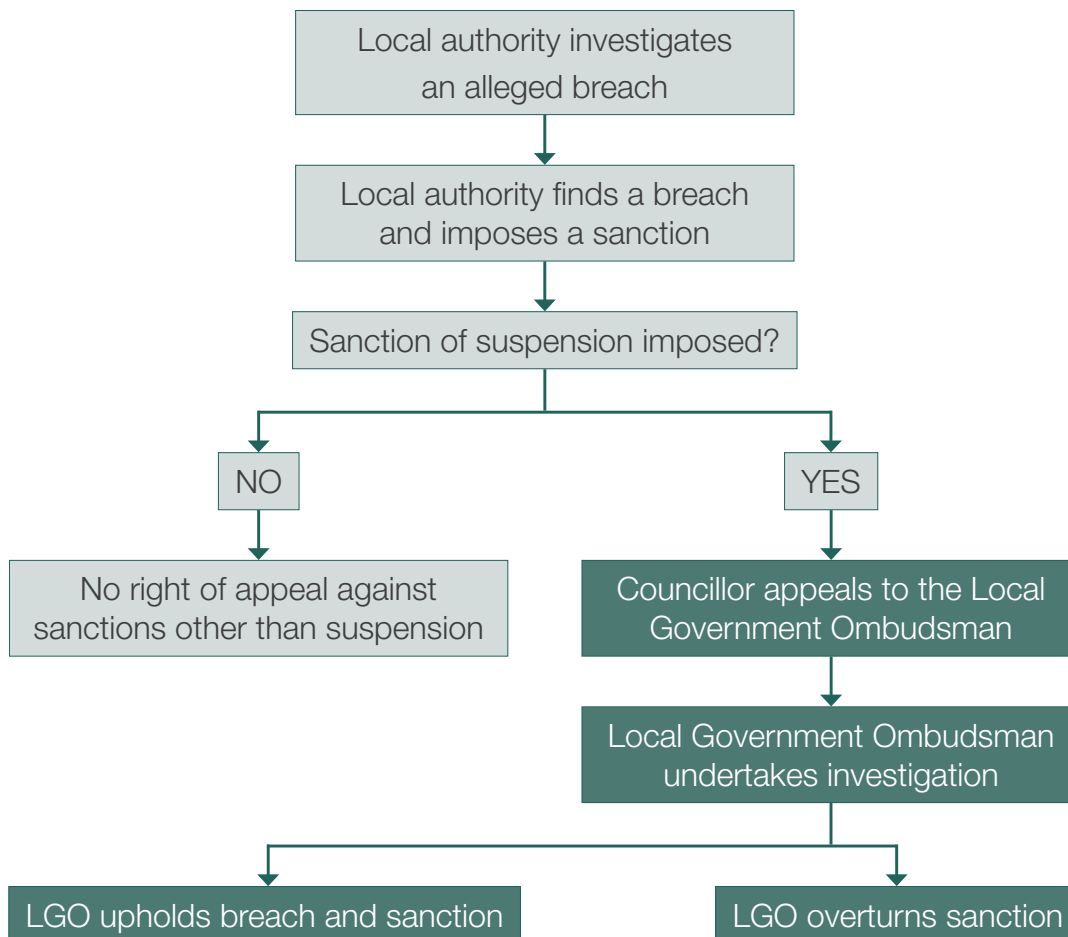 Local authority investigates
an alleged breach
Local authority finds a breach
and imposes a sanction
Sanction of suspension imposed?
NO
YES
No right of appeal against
sanctions other than suspension
Councillor appeals to the Local
Government Ombudsman
Local Government Ombudsman
undertakes investigation
LGO upholds breach and sanction
LGO overturns sanction